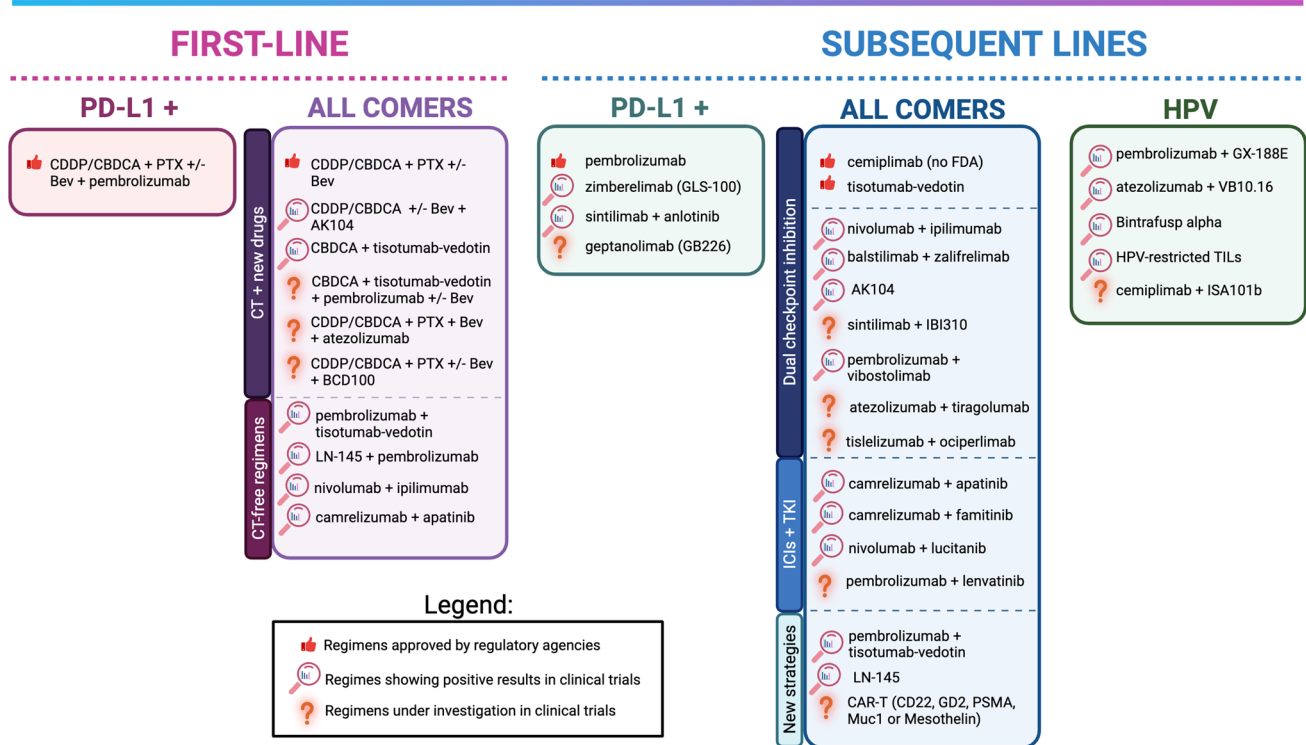 FIRST-LINE
PD-L1 +
CDDP/CBDCA + PTX +/-
Bev + pembrolizumab
ALL COMERS
CT + new drugs
CDDP/CBDCA + PTX +/-
Bev
CDDP/CBDCA +/- Bev +
AK104
CBDCA + tisotumab-vedotin
CBDCA + tisotumab-vedotin
+ pembrolizumab +/- Bev
CDDP/CBDCA + PTX + Bev
+ atezolizumab
CDDP/CBDCA + PTX +/- Bev
+ BCD100
CT-free regimens
pembrolizumab +
tisotumab-vedotin
LN-145 + pembrolizumab
nivolumab + ipilimumab
camrelizumab + apatinib
SUBSEQUENT LINES
PD-L1 +
pembrolizumab
zimberelimab (GLS-100)
sintilimab + anlotinib
geptanolimab (GB226)
ALL COMERS
Dual checkpoint inhibition
cemiplimab (no FDA)
tisotumab-vedotin
nivolumab + ipilimumab
balstilimab + zalifrelimab
AK104
sintilimab + IBI310
pembrolizumab +
vibostolimab
atezolizumab + tiragolumab
tislelizumab + ociperlimab
ICIs + TKI
camrelizumab + apatinib
camrelizumab + famitinib
nivolumab + lucitanib
pembrolizumab + lenvatinib
New strategies
pembrolizumab +
tisotumab-vedotin
LN-145
CAR-T (CD22, GD2, PSMA,
Muc1 or Mesothelin)
HPV
pembrolizumab + GX-188E
atezolizumab + VB10.16
Bintrafusp alpha
HPV-restricted TILs
cemiplimab + ISA101b
Legend:
Regimens approved by regulatory agencies
Regimes showing positive results in clinical trials
Regimens under investigation in clinical trials